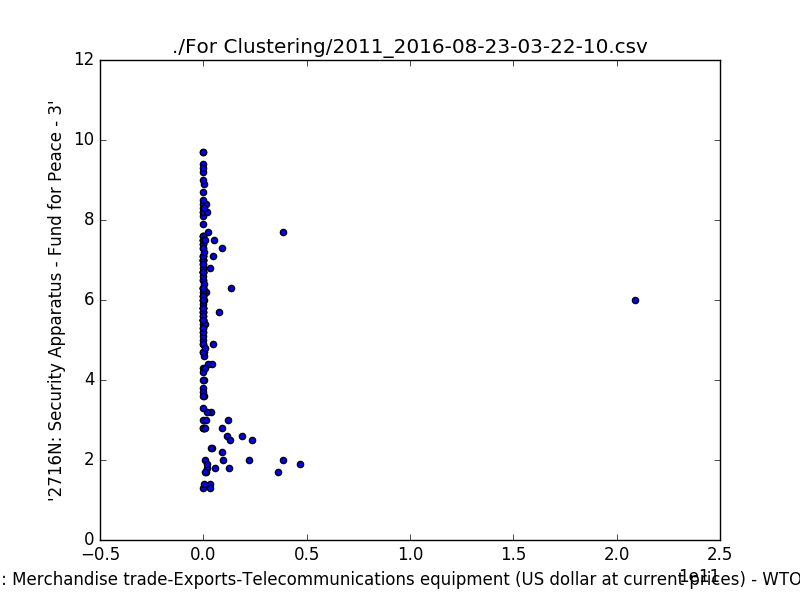 ./For Clustering/2011_2016-08-23-03-22-10.csv
12
10
8
6
4
2
0
'2716N: Security Apparatus - Fund for Peace - 3'
−0.5 0.0 0.5 1.0 1.5 2.0 2.5
1e11
: Merchandise trade-Exports-Telecommunications equipment (US dollar at current prices) - WTO